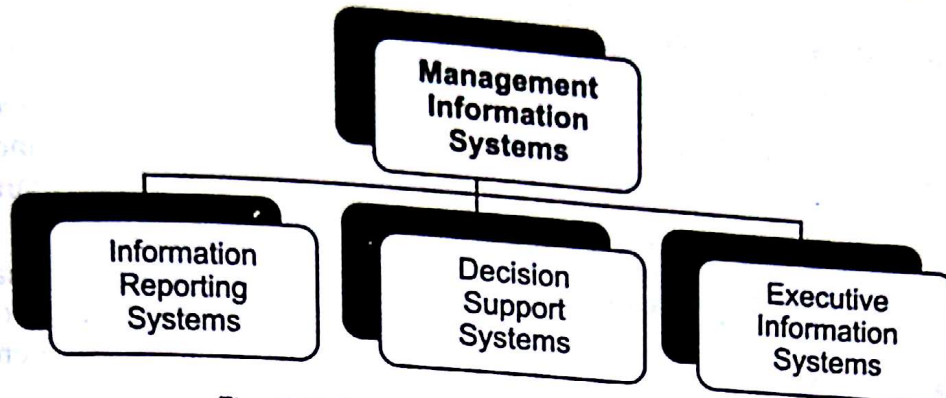 Management
Information
Systems
Information
Reporting
Systems
Decision
Support
Systems
Executive
Information
Systems